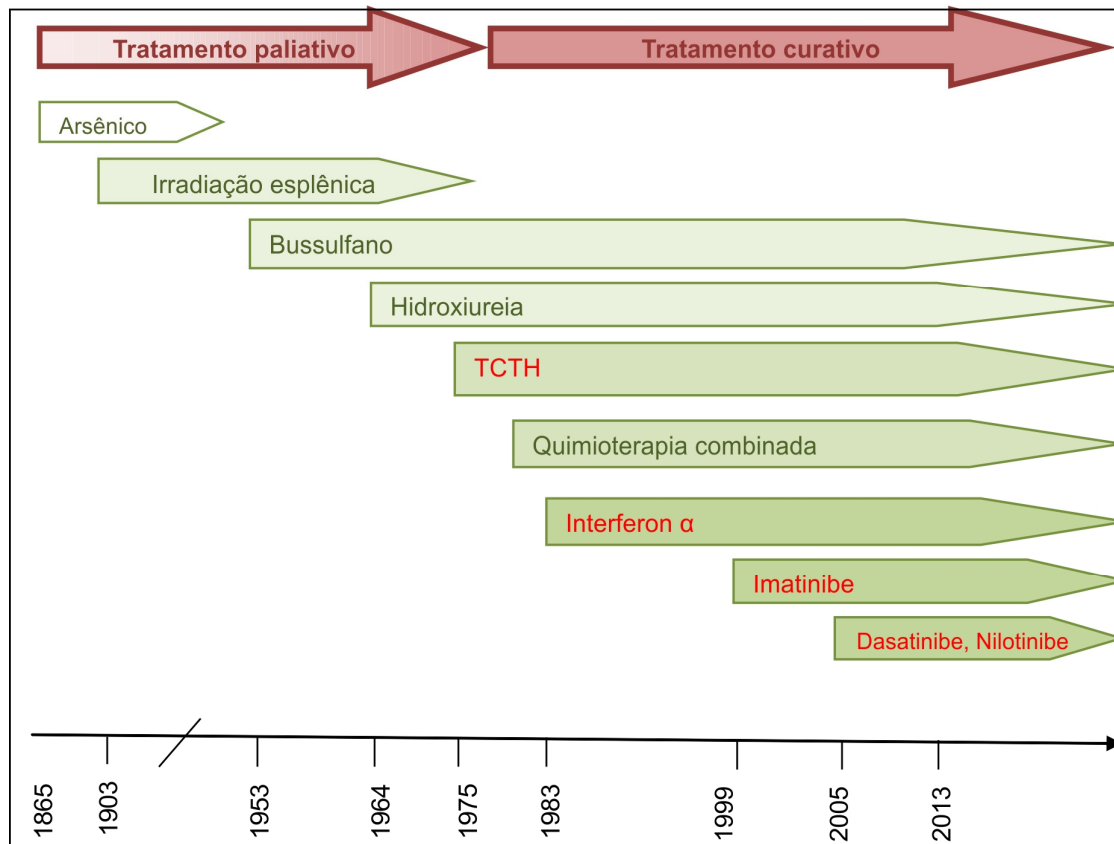 Tratamento paliativo
Tratamento curativo
Arsênico
Irradiação esplênica
Bussulfano
Hidroxiureia
TCTH
Quimioterapia combinada
Interferon α
Imatinibe
Dasatinibe, Nilotinibe
1865
1903
1953
1964
1975
1983
1999
2005
2013